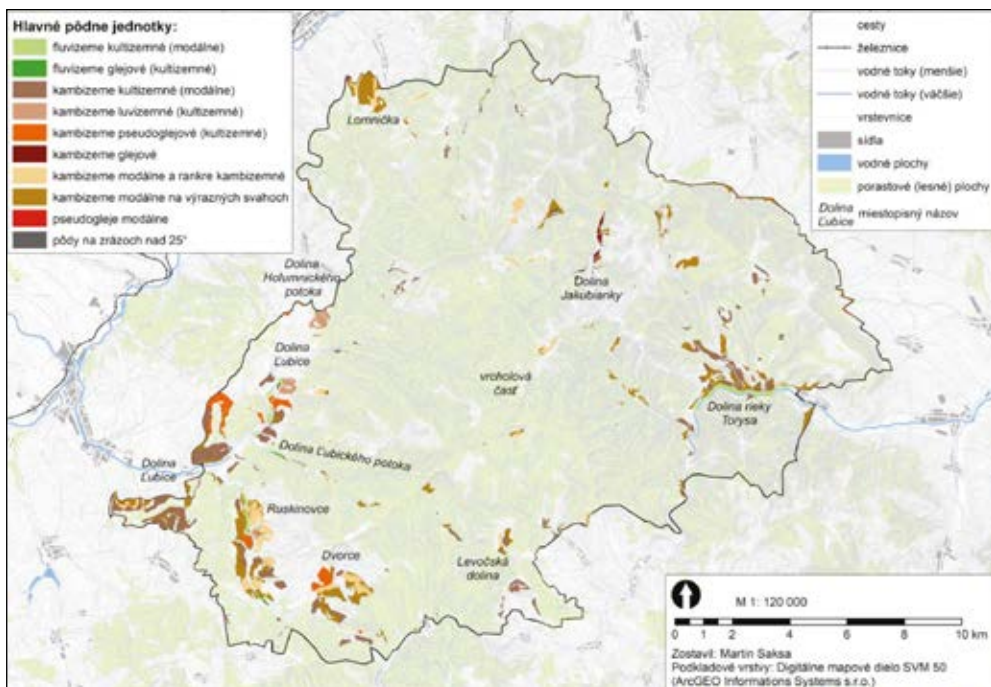 Hlavné pôdne jednotky:
fluvizeme kultizemné (modálne)
fluvizeme glejové (kultizemné)
kambizeme kultizemné (modálne)
kambizeme luvizemné (kultizemné)
kambizeme pseudoglejové (kultizemné)
kambizeme glejové
kambizeme modálne a rankre kambizemné
kambizeme modálne na výrazných svahoch
pseudogleje modálne
pôdy na zrázoch nad 25°
cesty
železnice
vodné toky (menšie)
vodné toky (väčšie)
vrstevnice
sídla
vodné plochy
porastové (lesné) plochy
Dolina
Ľubice
miestopisný názov
Lomnička
Dolina
Holumnického
potoka
Dolina
Jakubianky
Dolina
Ľubice
vrcholová
časť
Dolina rieky
Torysa
Dolina Ľubického potoka
Dolina
Ľubice
Ruskinovce
Dvorce
Levočská
dolina
M 1: 120 000
0 1 2 4 6 8 10 km
Zostavil: Martin Saksa
Podkladové vrstvy: Digitálne mapové dielo SVM 50
(ArcGEO Informations Systems s.r.o.)